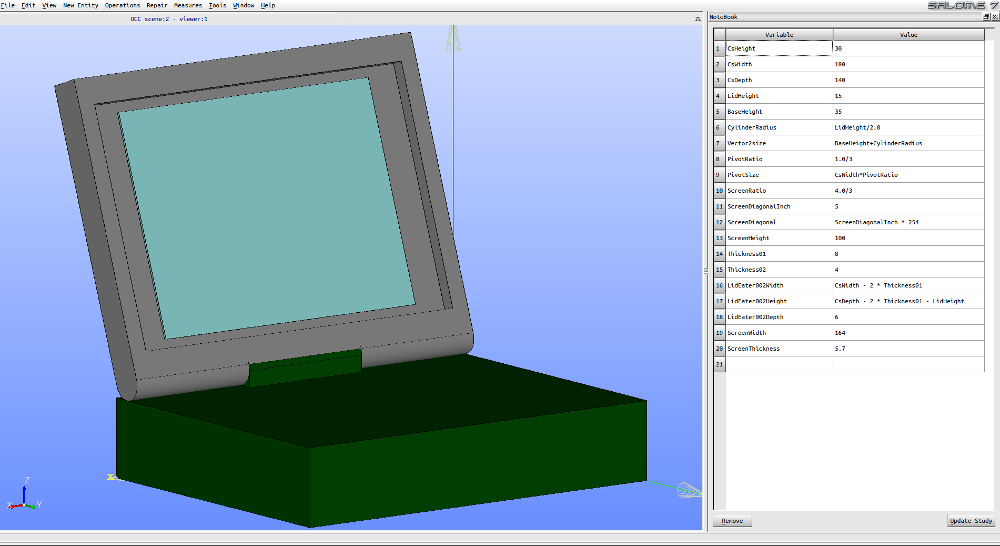 File Edit View New Entity Operations Repair Measures Tools Window Help
SALOME 7
OCC scene:2 - viewer:1
NoteBook
Variable Value
1 CsHeight 30
2 CsWidth 180
3 CsDepth 140
4 LidHeight 15
5 BaseHeight 35
6 CylinderRadius LidHeight/2.0
7 Vector2size BaseHeight+CylinderRadius
8 PivotRatio 1.0/3
9 PivotSize CsWidth*PivotRatio
10 ScreenRatio 4.0/3
11 ScreenDiagonalInch 5
12 ScreenDiagonal ScreenDiagonalInch * 254
13 ScreenHeight 100
14 Thickness01 8
15 Thickness02 4
16 LidEater002Width CsWidth - 2 * Thickness01
17 LidEater002Height CsDepth - 2 * Thickness01 - LidHeight
18 LidEater002Depth 6
19 ScreenWidth 164
20 ScreenThickness 5.7
21
Z
X Y
X
Remove Update Study